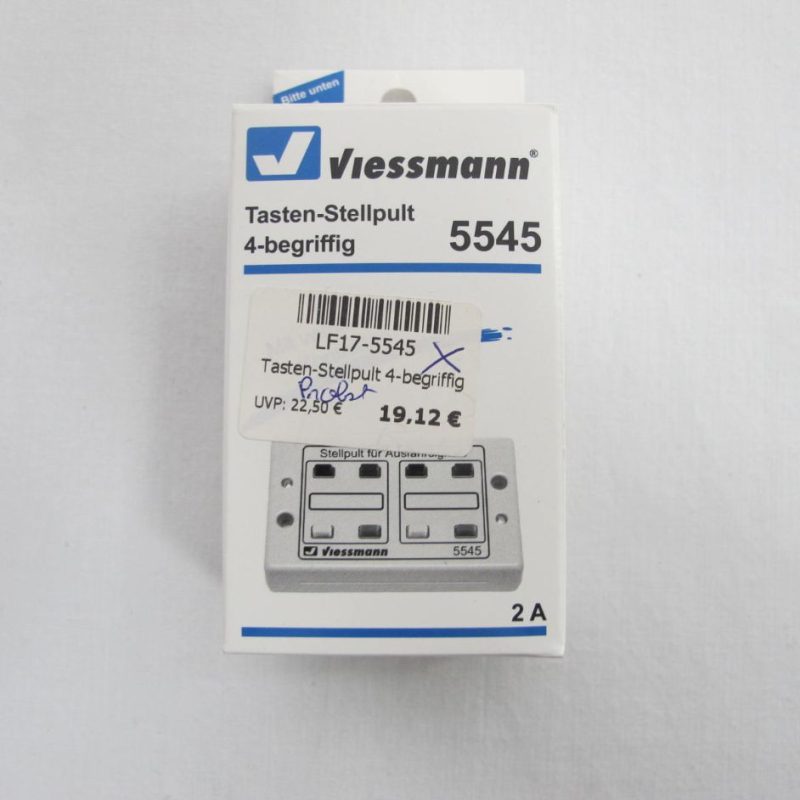 Bitte unten
Viessmann®
Tasten-Stellpult
4-begriffig
5545
LF17-5545
Tasten-Stellpult 4-begriffig
UVP: 22,50 €
19,12 €
Stellpult für
Viessmann
5545
2 A